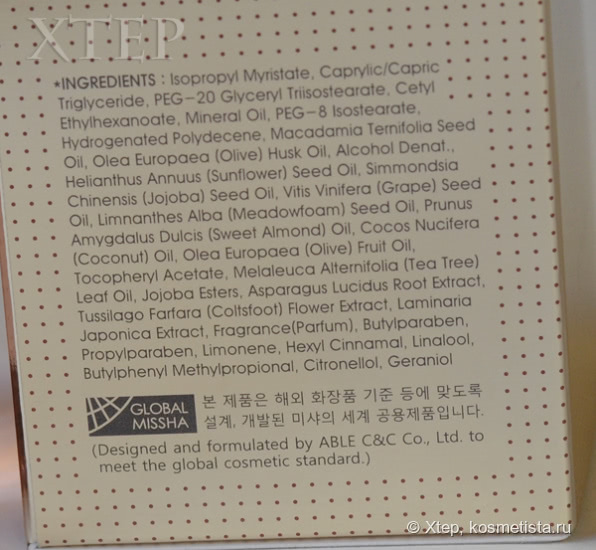 XTEP
*INGREDIENTS : Isopropyl Myristate, Caprylic/Capric
Triglyceride, PEG-20 Glyceryl Triisostearate, Cetyl
Ethylhexanoate, Mineral Oil, PEG-8 Isostearate,
Hydrogenated Polydecene, Macadamia Ternifolia Seed
Oil, Olea Europaea (Olive) Husk Oil, Alcohol Denat.,
Helianthus Annuus (Sunflower) Seed Oil, Simmondsia
Chinensis (Jojoba) Seed Oil, Vitis Vinifera (Grape) Seed
Oil, Limnanthes Alba (Meadowfoam) Seed Oil, Prunus
Amygdalus Dulcis (Sweet Almond) Oil, Cocos Nucifera
(Coconut) Oil, Olea Europaea (Olive) Fruit Oil,
Tocopheryl Acetate, Melaleuca Alternifolia (Tea Tree)
Leaf Oil, Jojoba Esters, Asparagus Lucidus Root Extract,
Tussilago Farfara (Coltsfoot) Flower Extract, Laminaria
Japonica Extract, Fragrance(Parfum), Butylparaben,
Propylparaben, Limonene, Hexyl Cinnamal, Linalool,
Butylphenyl Methylpropional, Citronellol, Geraniol
GLOBAL
MISSHA
본 제품은 해외 화장품 기준 등에 맞도록
설계, 개발된 미샤의 세계 공용제품입니다.
(Designed and formulated by ABLE C&C Co., Ltd. to
meet the global cosmetic standard.)
© Xtep, kosmetista.ru